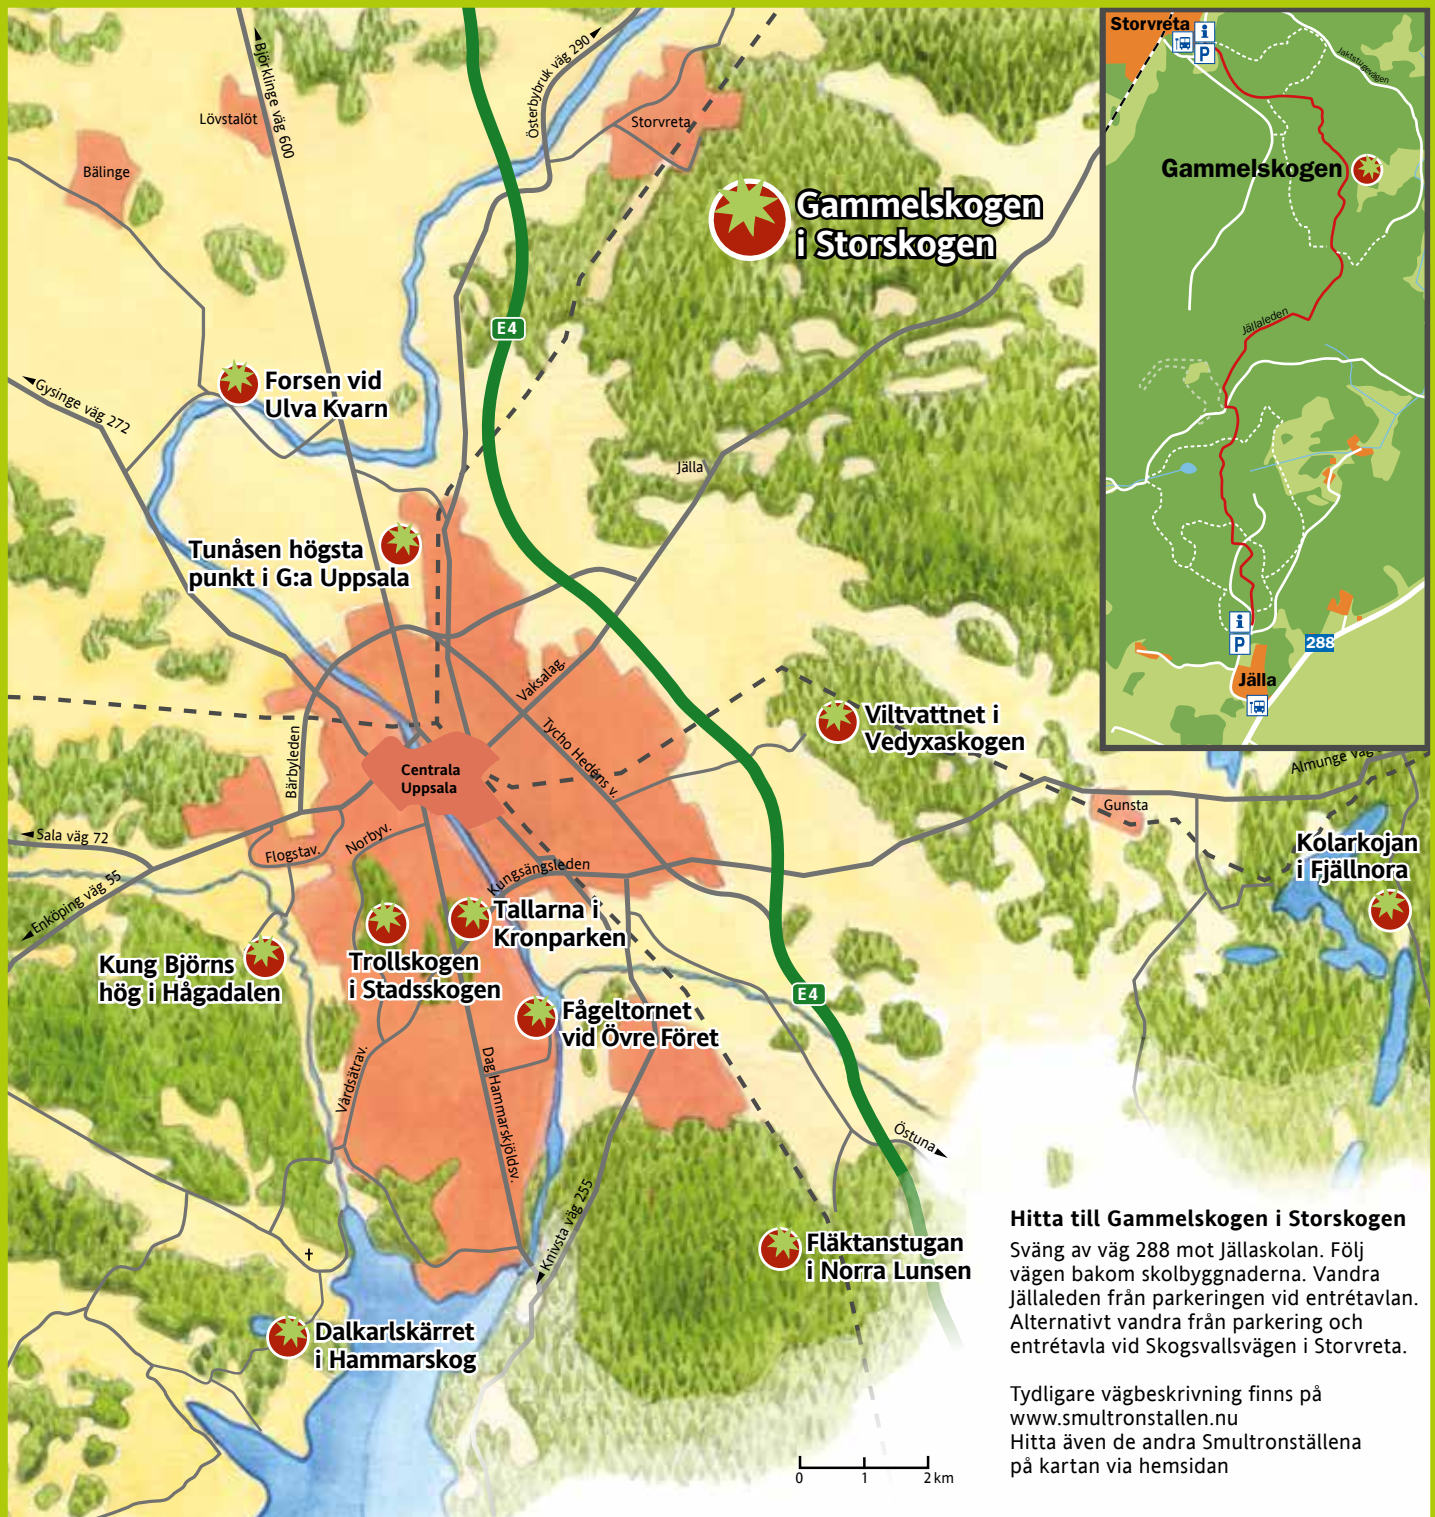 Björklinge väg 600
Österbybruk väg 290
Lövstalöt
Storvreta
Bälinge
Gammelskogen
i Storskogen
E4
Forsen vid
Ulva Kvarn
Gysinge väg 272
Jälla
Tunåsen högsta
punkt i G:a Uppsala
Vaksalag.
Tycho Hedéns v.
Viltvattnet i
Vedyxaskogen
Bärbyleden
Centrala
Uppsala
Almunge väg
Gunsta
Sala väg 72
Flogstav.
Norbyv.
Kungsängsleden
Enköping väg 55
Kolarkojan
i Fjällnora
Tallarna i
Kronparken
Kung Björns
hög i Hågadalen
Trollskogen
i Stadsskogen
E4
Fågeltornet
vid Övre Föret
Vårdsätrav.
Dag Hammarskjöldsv.
Östuna
Knivsta väg 255
Fläktanstugan
i Norra Lunsen
Dalkarlskärret
i Hammarskog
0 1 2 km
Storvreta
i
P
Jaktstugevägen
Gammelskogen
Jällaleden
i
P
288
Jälla
Hitta till Gammelskogen i Storskogen
Sväng av väg 288 mot Jällaskolan. Följ
vägen bakom skolbyggnaderna. Vandra
Jällaleden från parkeringen vid entrétavlan.
Alternativt vandra från parkering och
entrétavla vid Skogsvallsvägen i Storvreta.
Tydligare vägbeskrivning finns på
www.smultronstallen.nu
Hitta även de andra Smultronställena
på kartan via hemsidan